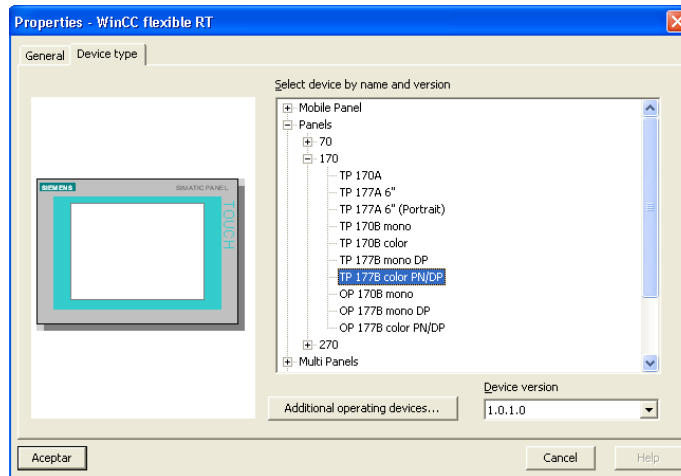 Properties - WinCC flexible RT
General
Device type
Select device by name and version
Mobile Panel
Panels
70
170
TP 170A
TP 177A 6"
TP 177A 6" (Portrait)
TP 170B mono
TP 170B color
TP 177B mono DP
TP 177B color PN/DP
OP 170B mono
OP 177B mono DP
OP 177B color PN/DP
270
Multi Panels
SIEMENS
SIMATIC PANEL
TOUCH
Additional operating devices...
Device version
1.0.1.0
Aceptar
Cancel
Help